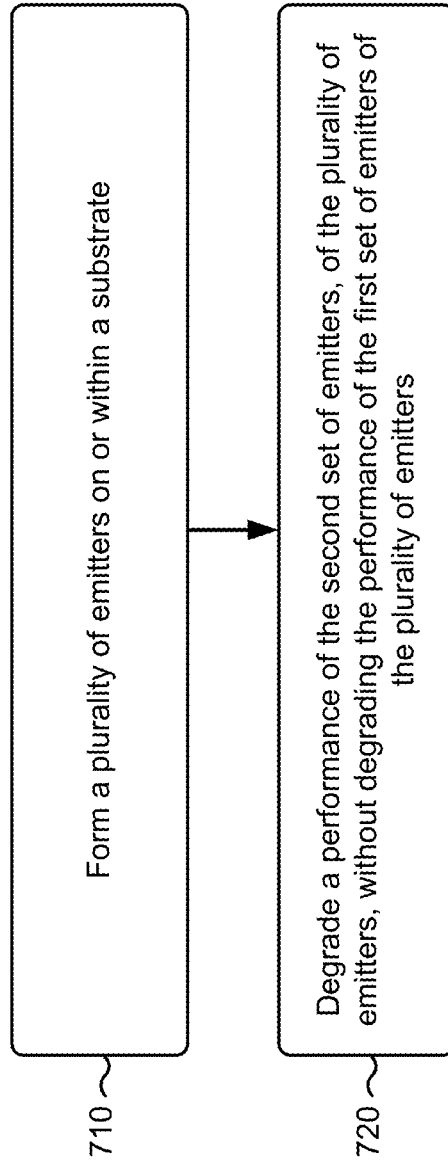 710
Form a plurality of emitters on or within a substrate
720
Degrade a performance of the second set of emitters, of the plurality of
emitters, without degrading the performance of the first set of emitters of
the plurality of emitters